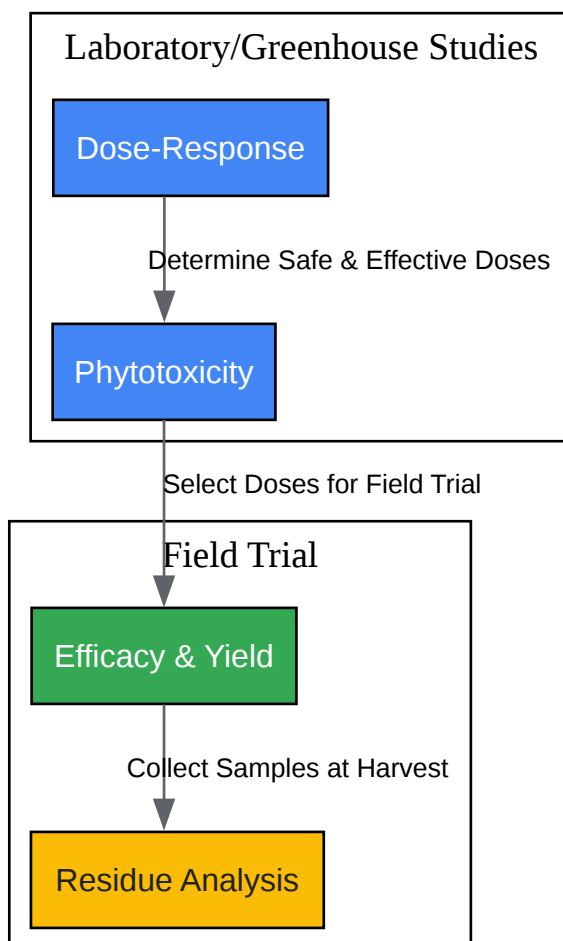 Laboratory/Greenhouse Studies
Dose-Response
Determine Safe & Effective Doses
Phytotoxicity
Select Doses for Field Trial
Field Trial
Efficacy & Yield
Collect Samples at Harvest
Residue Analysis